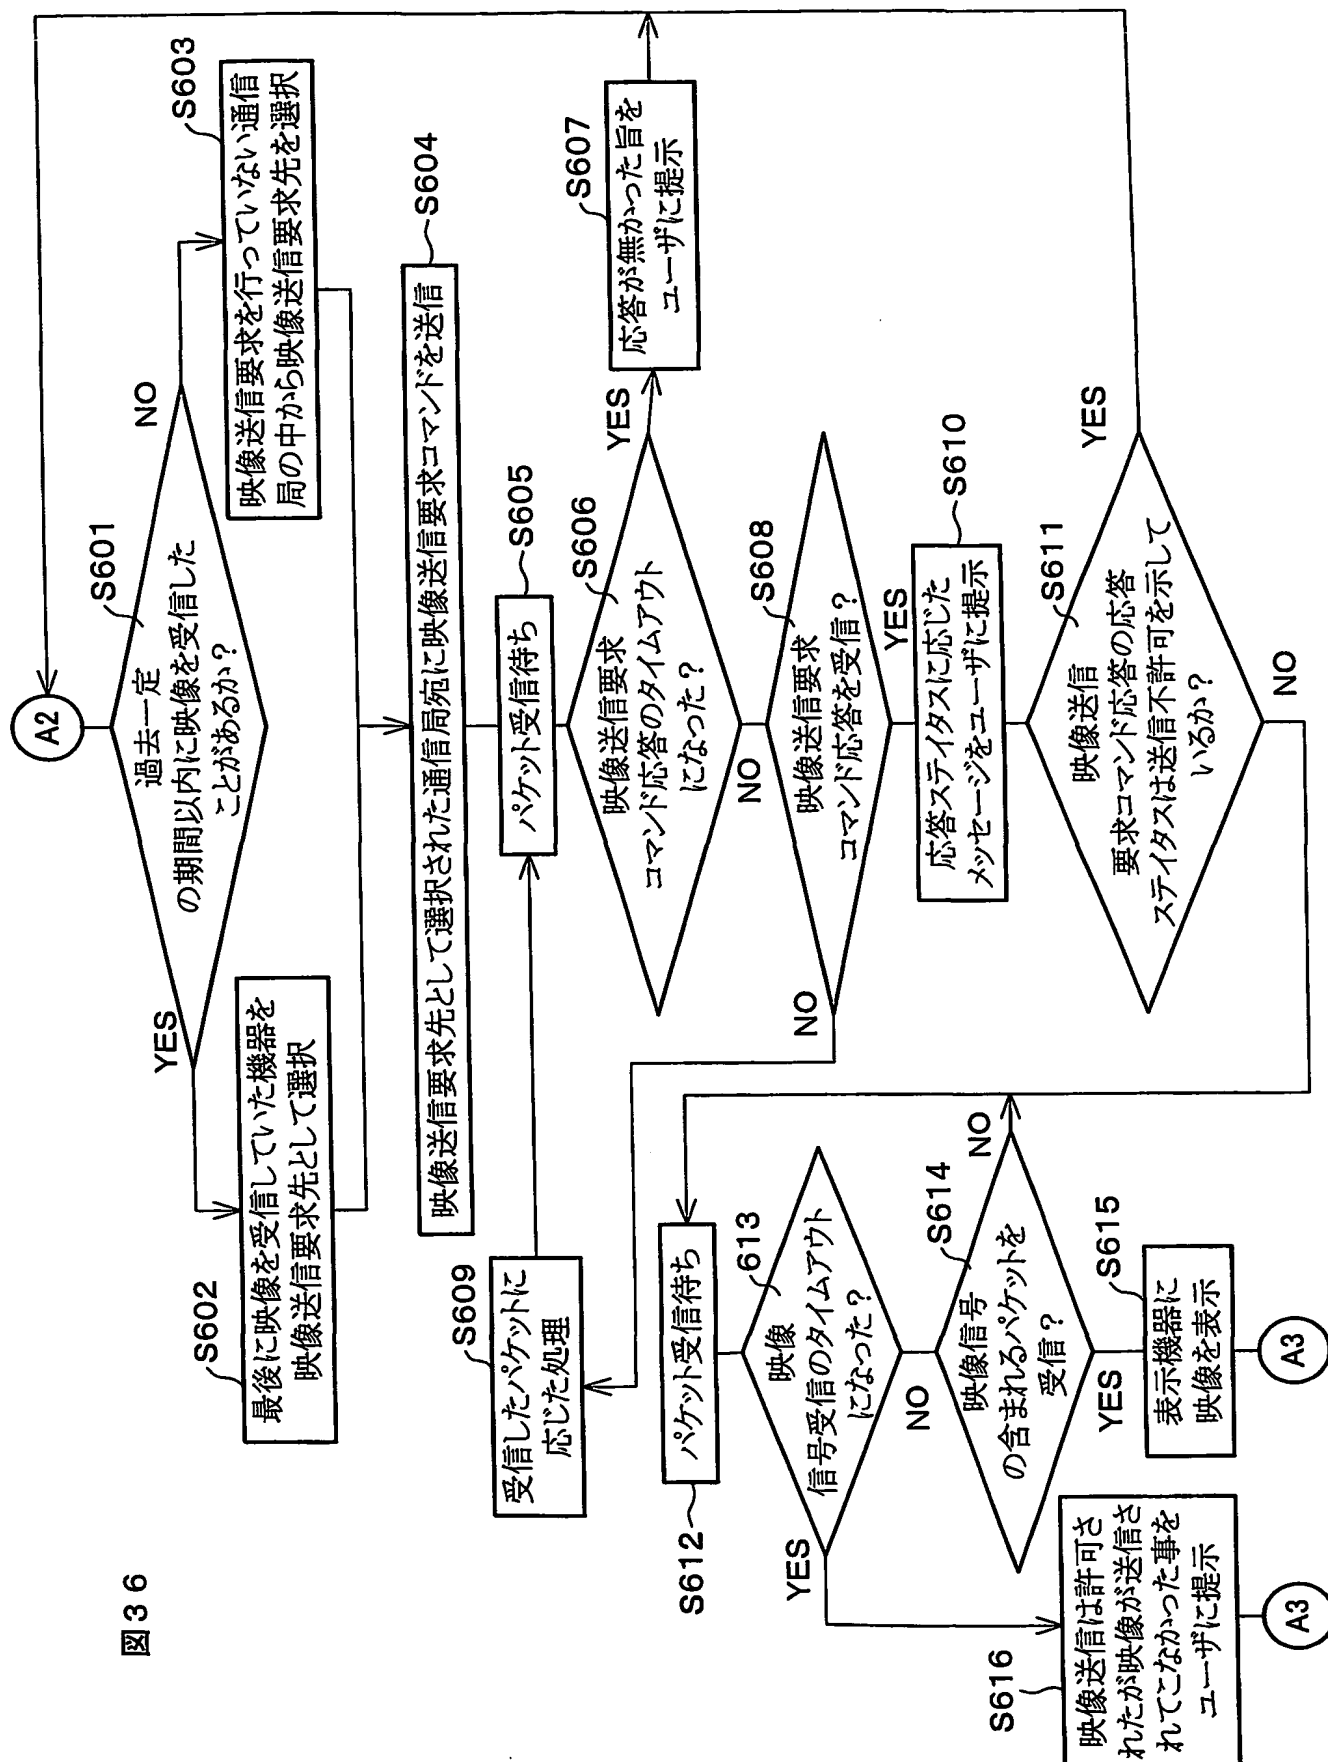 図36
A2
S601
過去一定
の期間以内に映像を受信した
ことがあるか?
YES
NO
S602
最後に映像を受信していた機器を
映像送信要求先として選択
S603
映像送信要求を行っていない通信
局の中から映像送信要求先を選択
S604
映像送信要求先として選択された通信局宛に映像送信要求コマンドを送信
S605
パケット受信待ち
S606
映像送信要求
コマンド応答のタイムアウト
になった?
YES
NO
S607
応答が無かった旨を
ユーザに提示
S608
映像送信要求
コマンド応答を受信?
NO
YES
S609
受信したパケットに
応じた処理
S610
応答ステイタスに応じた
メッセージをユーザに提示
S611
映像送信
要求コマンド応答の応答
ステイタスは送信不許可を示して
いるか?
YES
NO
S612
パケット受信待ち
613
映像
信号受信のタイムアウト
になった?
YES
NO
S614
映像信号
の含まれるパケットを
受信?
NO
YES
S615
表示機器に
映像を表示
A3
S616
映像送信は許可さ
れたが映像が送信さ
れてこなかった事を
ユーザに提示
A3